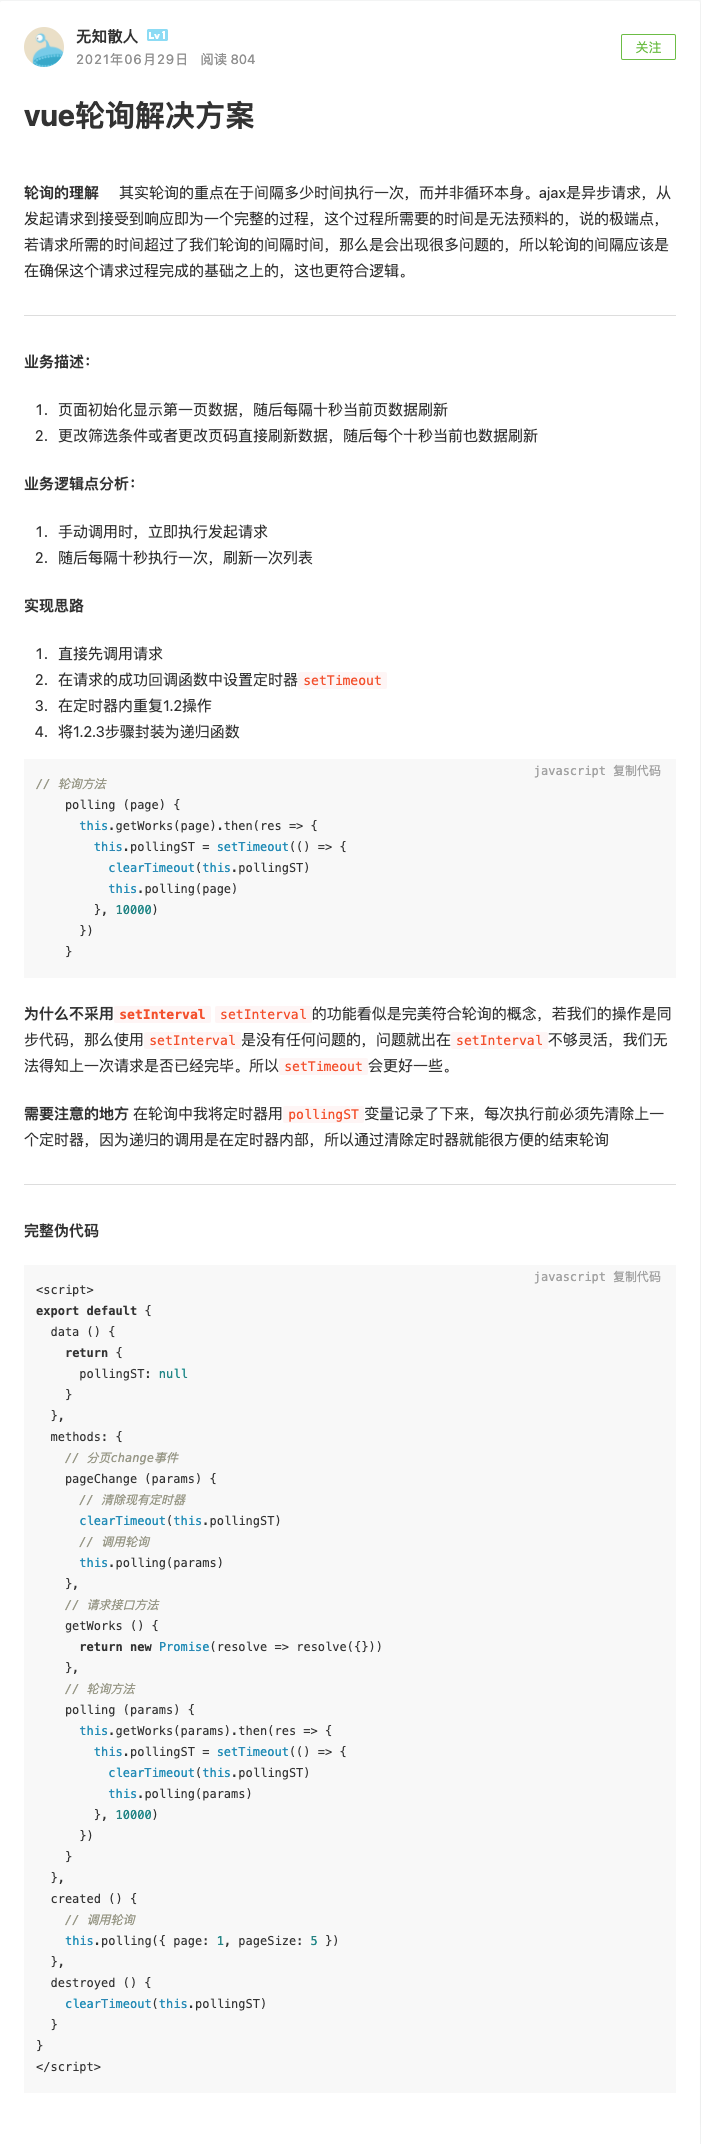 无知散人 Lv1
2021年06月29日 阅读 804
关注
vue轮询解决方案
轮询的理解 其实轮询的重点在于间隔多少时间执行一次，而并非循环本身。ajax是异步请求，从
发起请求到接受到响应即为一个完整的过程，这个过程所需要的时间是无法预料的，说的极端点，
若请求所需的时间超过了我们轮询的间隔时间，那么是会出现很多问题的，所以轮询的间隔应该是
在确保这个请求过程完成的基础之上的，这也更符合逻辑。
业务描述：
1. 页面初始化显示第一页数据，随后每隔十秒当前页数据刷新
2. 更改筛选条件或者更改页码直接刷新数据，随后每个十秒当前也数据刷新
业务逻辑点分析：
1. 手动调用时，立即执行发起请求
2. 随后每隔十秒执行一次，刷新一次列表
实现思路
1. 直接先调用请求
2. 在请求的成功回调函数中设置定时器 setTimeout
3. 在定时器内重复1.2操作
4. 将1.2.3步骤封装为递归函数
javascript 复制代码
// 轮询方法
    polling (page) {
      this.getWorks(page).then(res => {
        this.pollingST = setTimeout(() => {
          clearTimeout(this.pollingST)
          this.polling(page)
        }, 10000)
      })
    }
为什么不采用 setInterval setInterval 的功能看似是完美符合轮询的概念，若我们的操作是同
步代码，那么使用 setInterval 是没有任何问题的，问题就出在 setInterval 不够灵活，我们无
法得知上一次请求是否已经完毕。所以 setTimeout 会更好一些。
需要注意的地方 在轮询中我将定时器用 pollingST 变量记录了下来，每次执行前必须先清除上一
个定时器，因为递归的调用是在定时器内部，所以通过清除定时器就能很方便的结束轮询
完整伪代码
javascript 复制代码
<script>
export default {
  data () {
    return {
      pollingST: null
    }
  },
  methods: {
    // 分页change事件
    pageChange (params) {
      // 清除现有定时器
      clearTimeout(this.pollingST)
      // 调用轮询
      this.polling(params)
    },
    // 请求接口方法
    getWorks () {
      return new Promise(resolve => resolve({}))
    },
    // 轮询方法
    polling (params) {
      this.getWorks(params).then(res => {
        this.pollingST = setTimeout(() => {
          clearTimeout(this.pollingST)
          this.polling(params)
        }, 10000)
      })
    }
  },
  created () {
    // 调用轮询
    this.polling({ page: 1, pageSize: 5 })
  },
  destroyed () {
    clearTimeout(this.pollingST)
  }
}
</script>